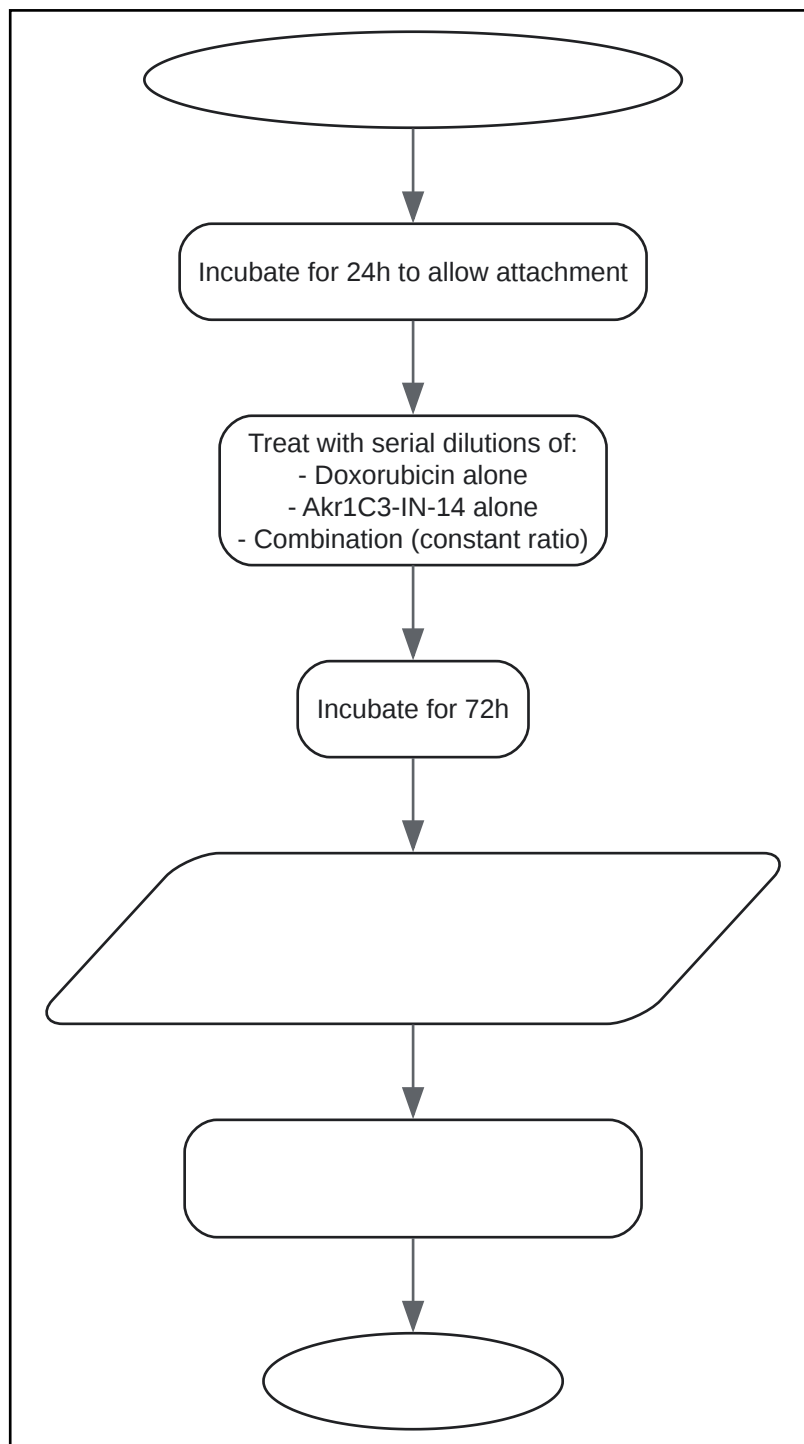 Incubate for 24h to allow attachment
Treat with serial dilutions of:
- Doxorubicin alone
- Akr1C3-IN-14 alone
- Combination (constant ratio)
Incubate for 72h